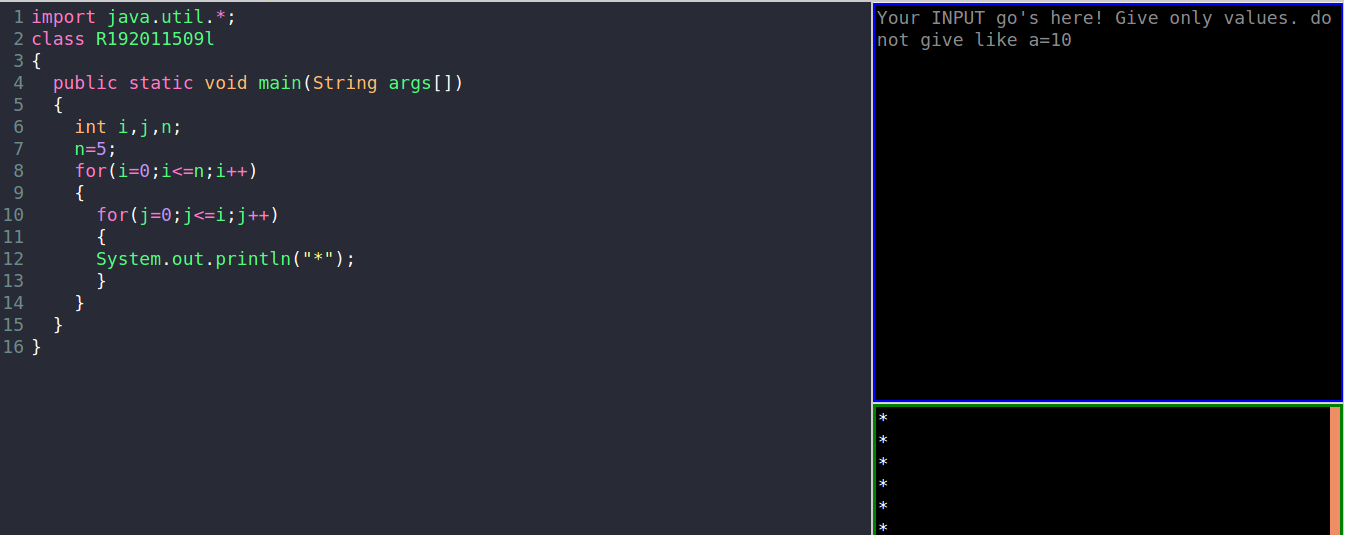 1 import java.util.*;
2 class R192011509l
3 {
4   public static void main(String args[])
5   {
6     int i,j,n;
7     n=5;
8     for(i=0;i<=n;i++)
9     {
10       for(j=0;j<=i;j++)
11       {
12       System.out.println("*");
13       }
14     }
15   }
16 }
Your INPUT go's here! Give only values. do
not give like a=10
*
*
*
*
*
*